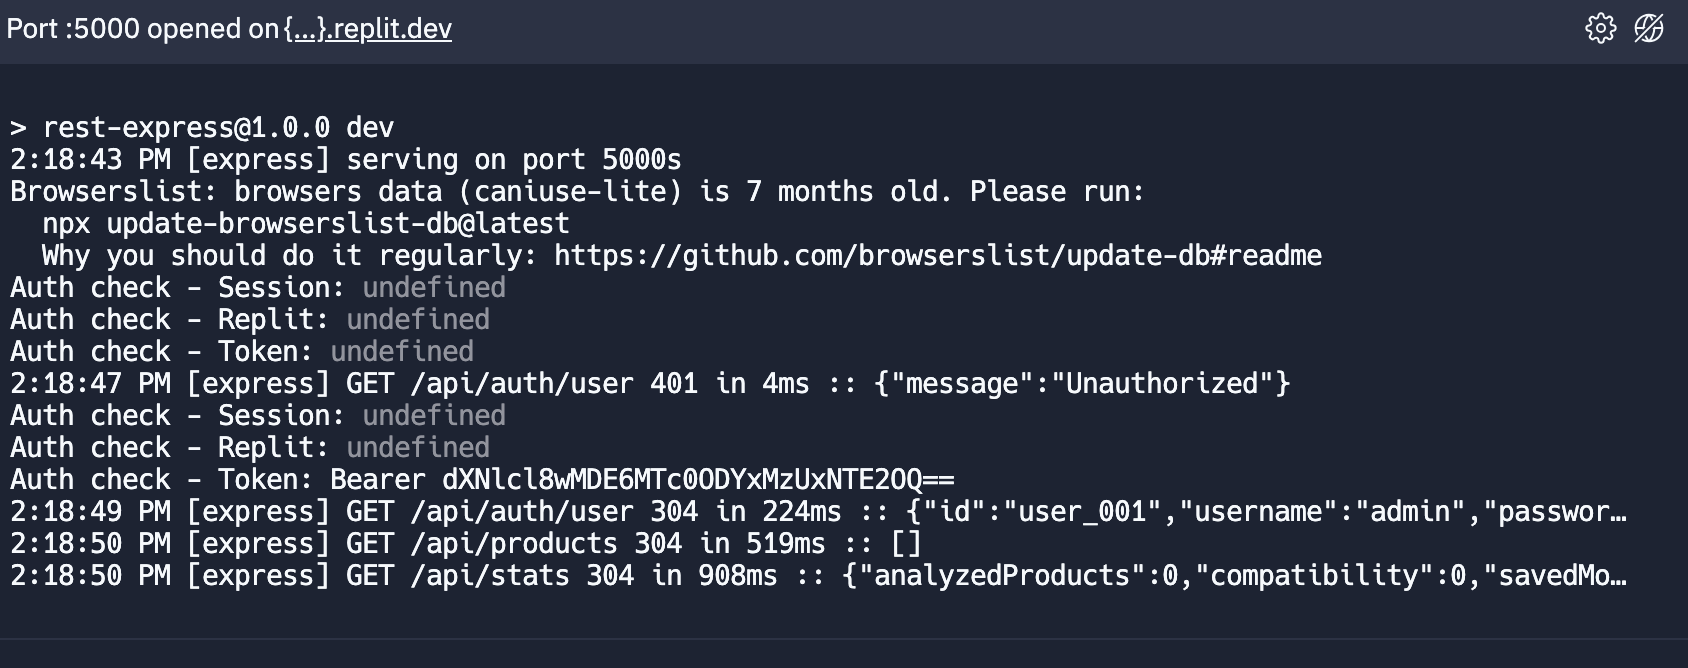 Port :5000 opened on {...}.replit.dev
> rest-express@1.0.0 dev
2:18:43 PM [express] serving on port 5000s
Browserslist: browsers data (caniuse-lite) is 7 months old. Please run:
  npx update-browserslist-db@latest
  Why you should do it regularly: https://github.com/browserslist/update-db#readme
Auth check - Session: undefined
Auth check - Replit: undefined
Auth check - Token: undefined
2:18:47 PM [express] GET /api/auth/user 401 in 4ms :: {"message":"Unauthorized"}
Auth check - Session: undefined
Auth check - Replit: undefined
Auth check - Token: Bearer dXNlcl8wMDE6MTc0ODYxMzUxNTE2OQ==
2:18:49 PM [express] GET /api/auth/user 304 in 224ms :: {"id":"user_001","username":"admin","passwor…
2:18:50 PM [express] GET /api/products 304 in 519ms :: []
2:18:50 PM [express] GET /api/stats 304 in 908ms :: {"analyzedProducts":0,"compatibility":0,"savedMo…